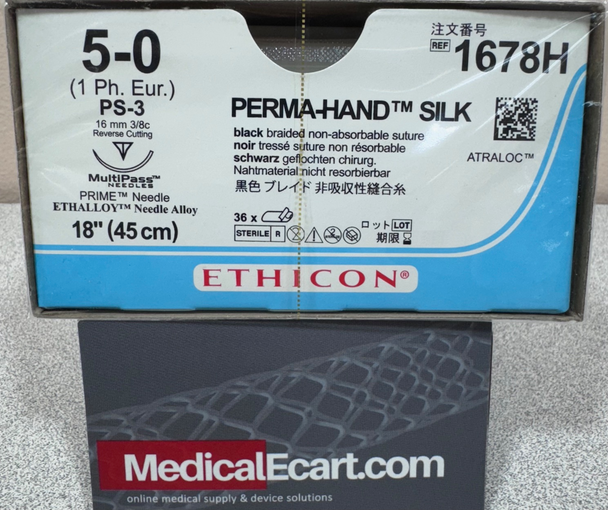 5-0
(1 Ph. Eur.)
PS-3
16 mm 3/8c
Reverse Cutting
MultiPass™
NEEDLES
PRIME™ Needle
ETHALLOY™ Needle Alloy
18" (45 cm)
注文番号
REF 1678H
PERMA-HAND™ SILK
black braided non-absorbable suture
noir tressé suture non résorbable
schwarz geflochten chirurg.
Nahtmaterial nicht resorbierbar
黒色 ブレイド 非吸収性縫合糸
ATRALOC™
36 x
STERILE R
ロット LOT
期限
ETHICON®
MedicalEcart.com
online medical supply & device solutions